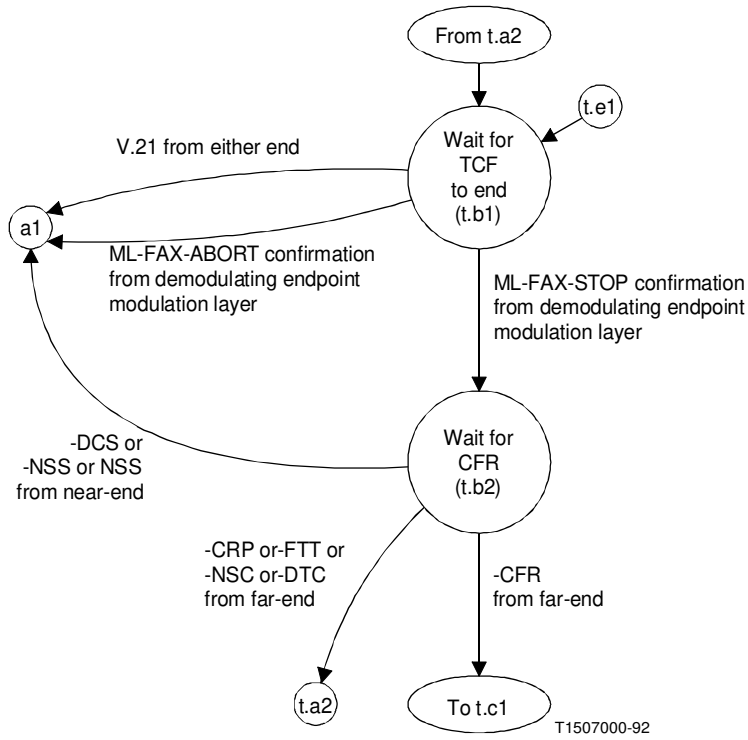 From t.a2
t.e1
Wait for
TCF
to end
(t.b1)
V.21 from either end
a1
ML-FAX-ABORT confirmation
from demodulating endpoint
modulation layer
ML-FAX-STOP confirmation
from demodulating endpoint
modulation layer
Wait for
CFR
(t.b2)
-DCS or
-NSS or NSS
from near-end
-CRP or-FTT or
-NSC or-DTC
from far-end
-CFR
from far-end
t.a2
To t.c1
T1507000-92